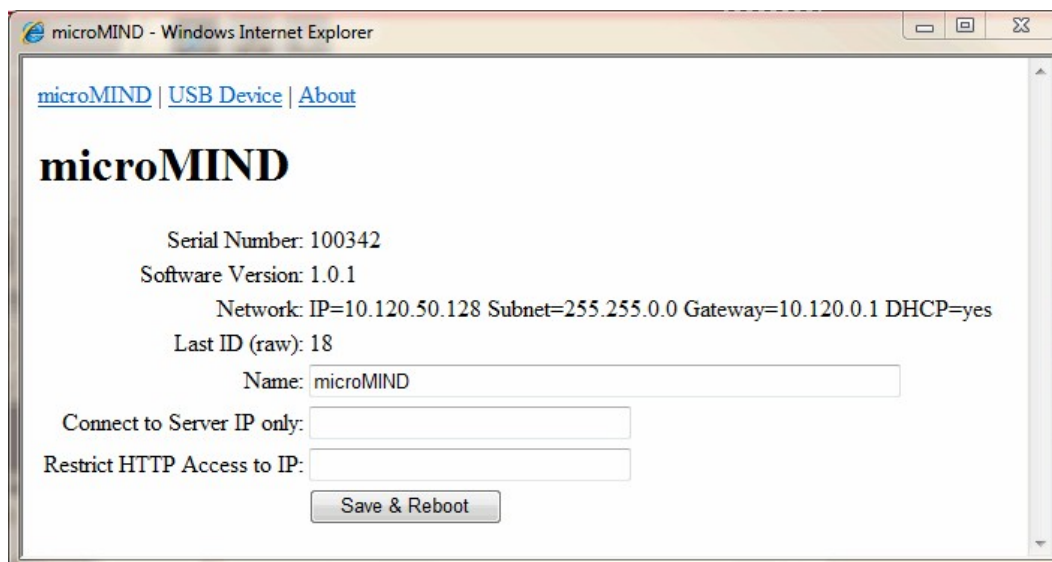 microMIND - Windows Internet Explorer
microMIND | USB Device | About
microMIND
Serial Number: 100342
Software Version: 1.0.1
Network: IP=10.120.50.128 Subnet=255.255.0.0 Gateway=10.120.0.1 DHCP=yes
Last ID (raw): 18
Name: microMIND
Connect to Server IP only:
Restrict HTTP Access to IP:
Save & Reboot